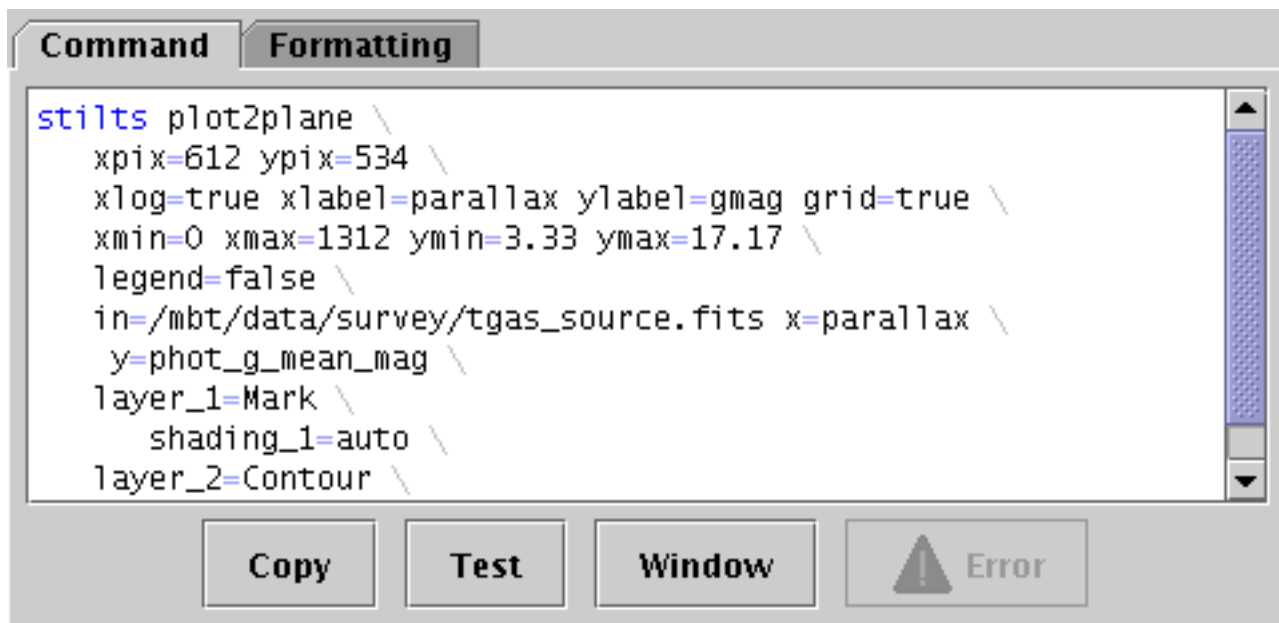 Command Formatting
stilts plot2plane \
xpix=612 ypix=534 \
xlog=true xlabel=parallax ylabel=gmag grid=true \
xmin=0 xmax=1312 ymin=3.33 ymax=17.17 \
legend=false \
in=/mbt/data/survey/tgas_source.fits x=parallax \
y=phot_g_mean_mag \
layer_1=Mark \
shading_1=auto \
layer_2=Contour \
Copy Test Window Error